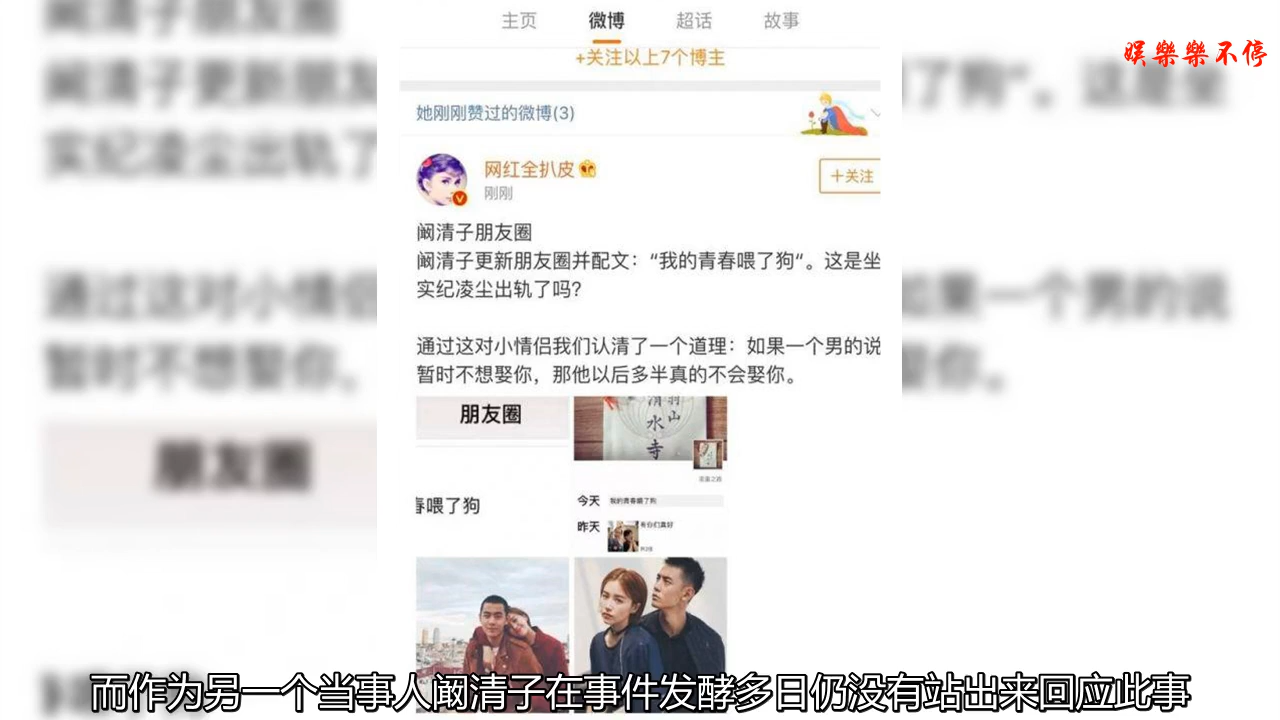 主页 微博 超话 故事
娱樂樂不停
+关注以上7个博主
她刚刚赞过的微博(3)
网红全扒皮
+关注
刚刚
阚清子朋友圈
阚清子更新朋友圈并配文：“我的青春喂了狗”。这是坐
实纪凌尘出轨了吗?
通过这对小情侣我们认清了一个道理：如果一个男的说
暂时不想娶你，那他以后多半真的不会娶你。
朋友圈
清水寺
春喂了狗
今天 我的青春喂了狗
昨天 有你们真好
而作为另一个当事人阚清子在事件发酵多日仍没有站出来回应此事